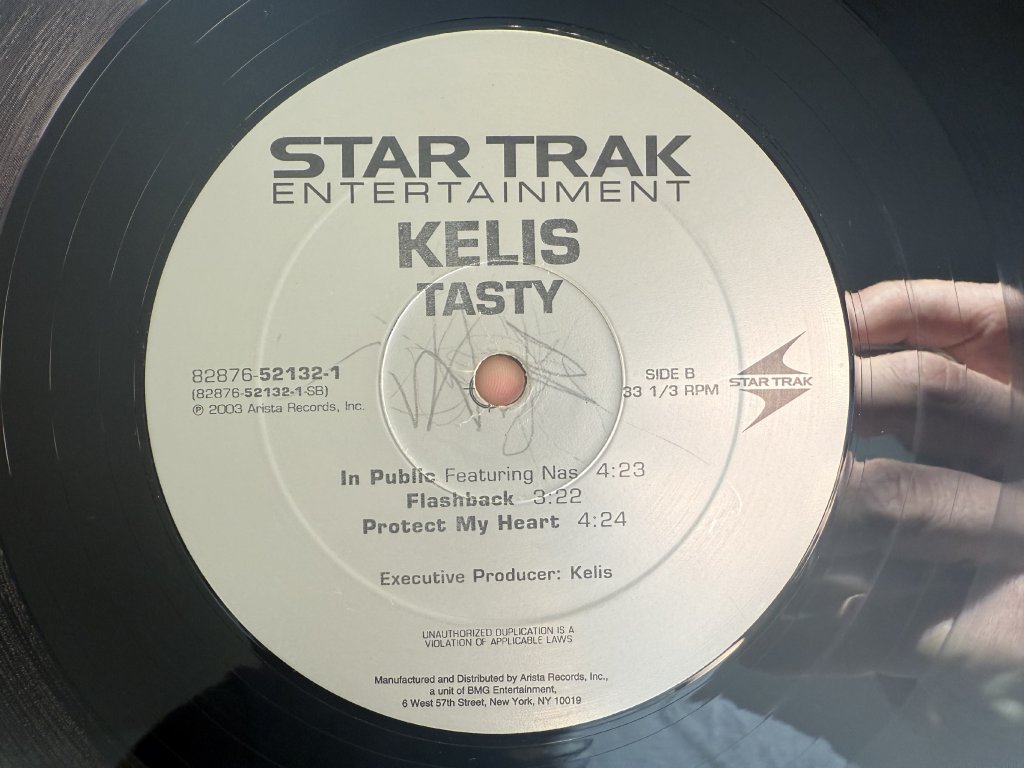 STAR TRAK
ENTERTAINMENT
KELIS
TASTY
82876-52132-1
(82876-52132-1-SB)
℗ 2003 Arista Records, Inc.
SIDE B
33 1/3 RPM
STAR TRAK
In Public Featuring Nas 4:23
Flashback 3:22
Protect My Heart 4:24
Executive Producer: Kelis
UNAUTHORIZED DUPLICATION IS A
VIOLATION OF APPLICABLE LAWS
Manufactured and Distributed by Arista Records, Inc.,
a unit of BMG Entertainment,
6 West 57th Street, New York, NY 10019